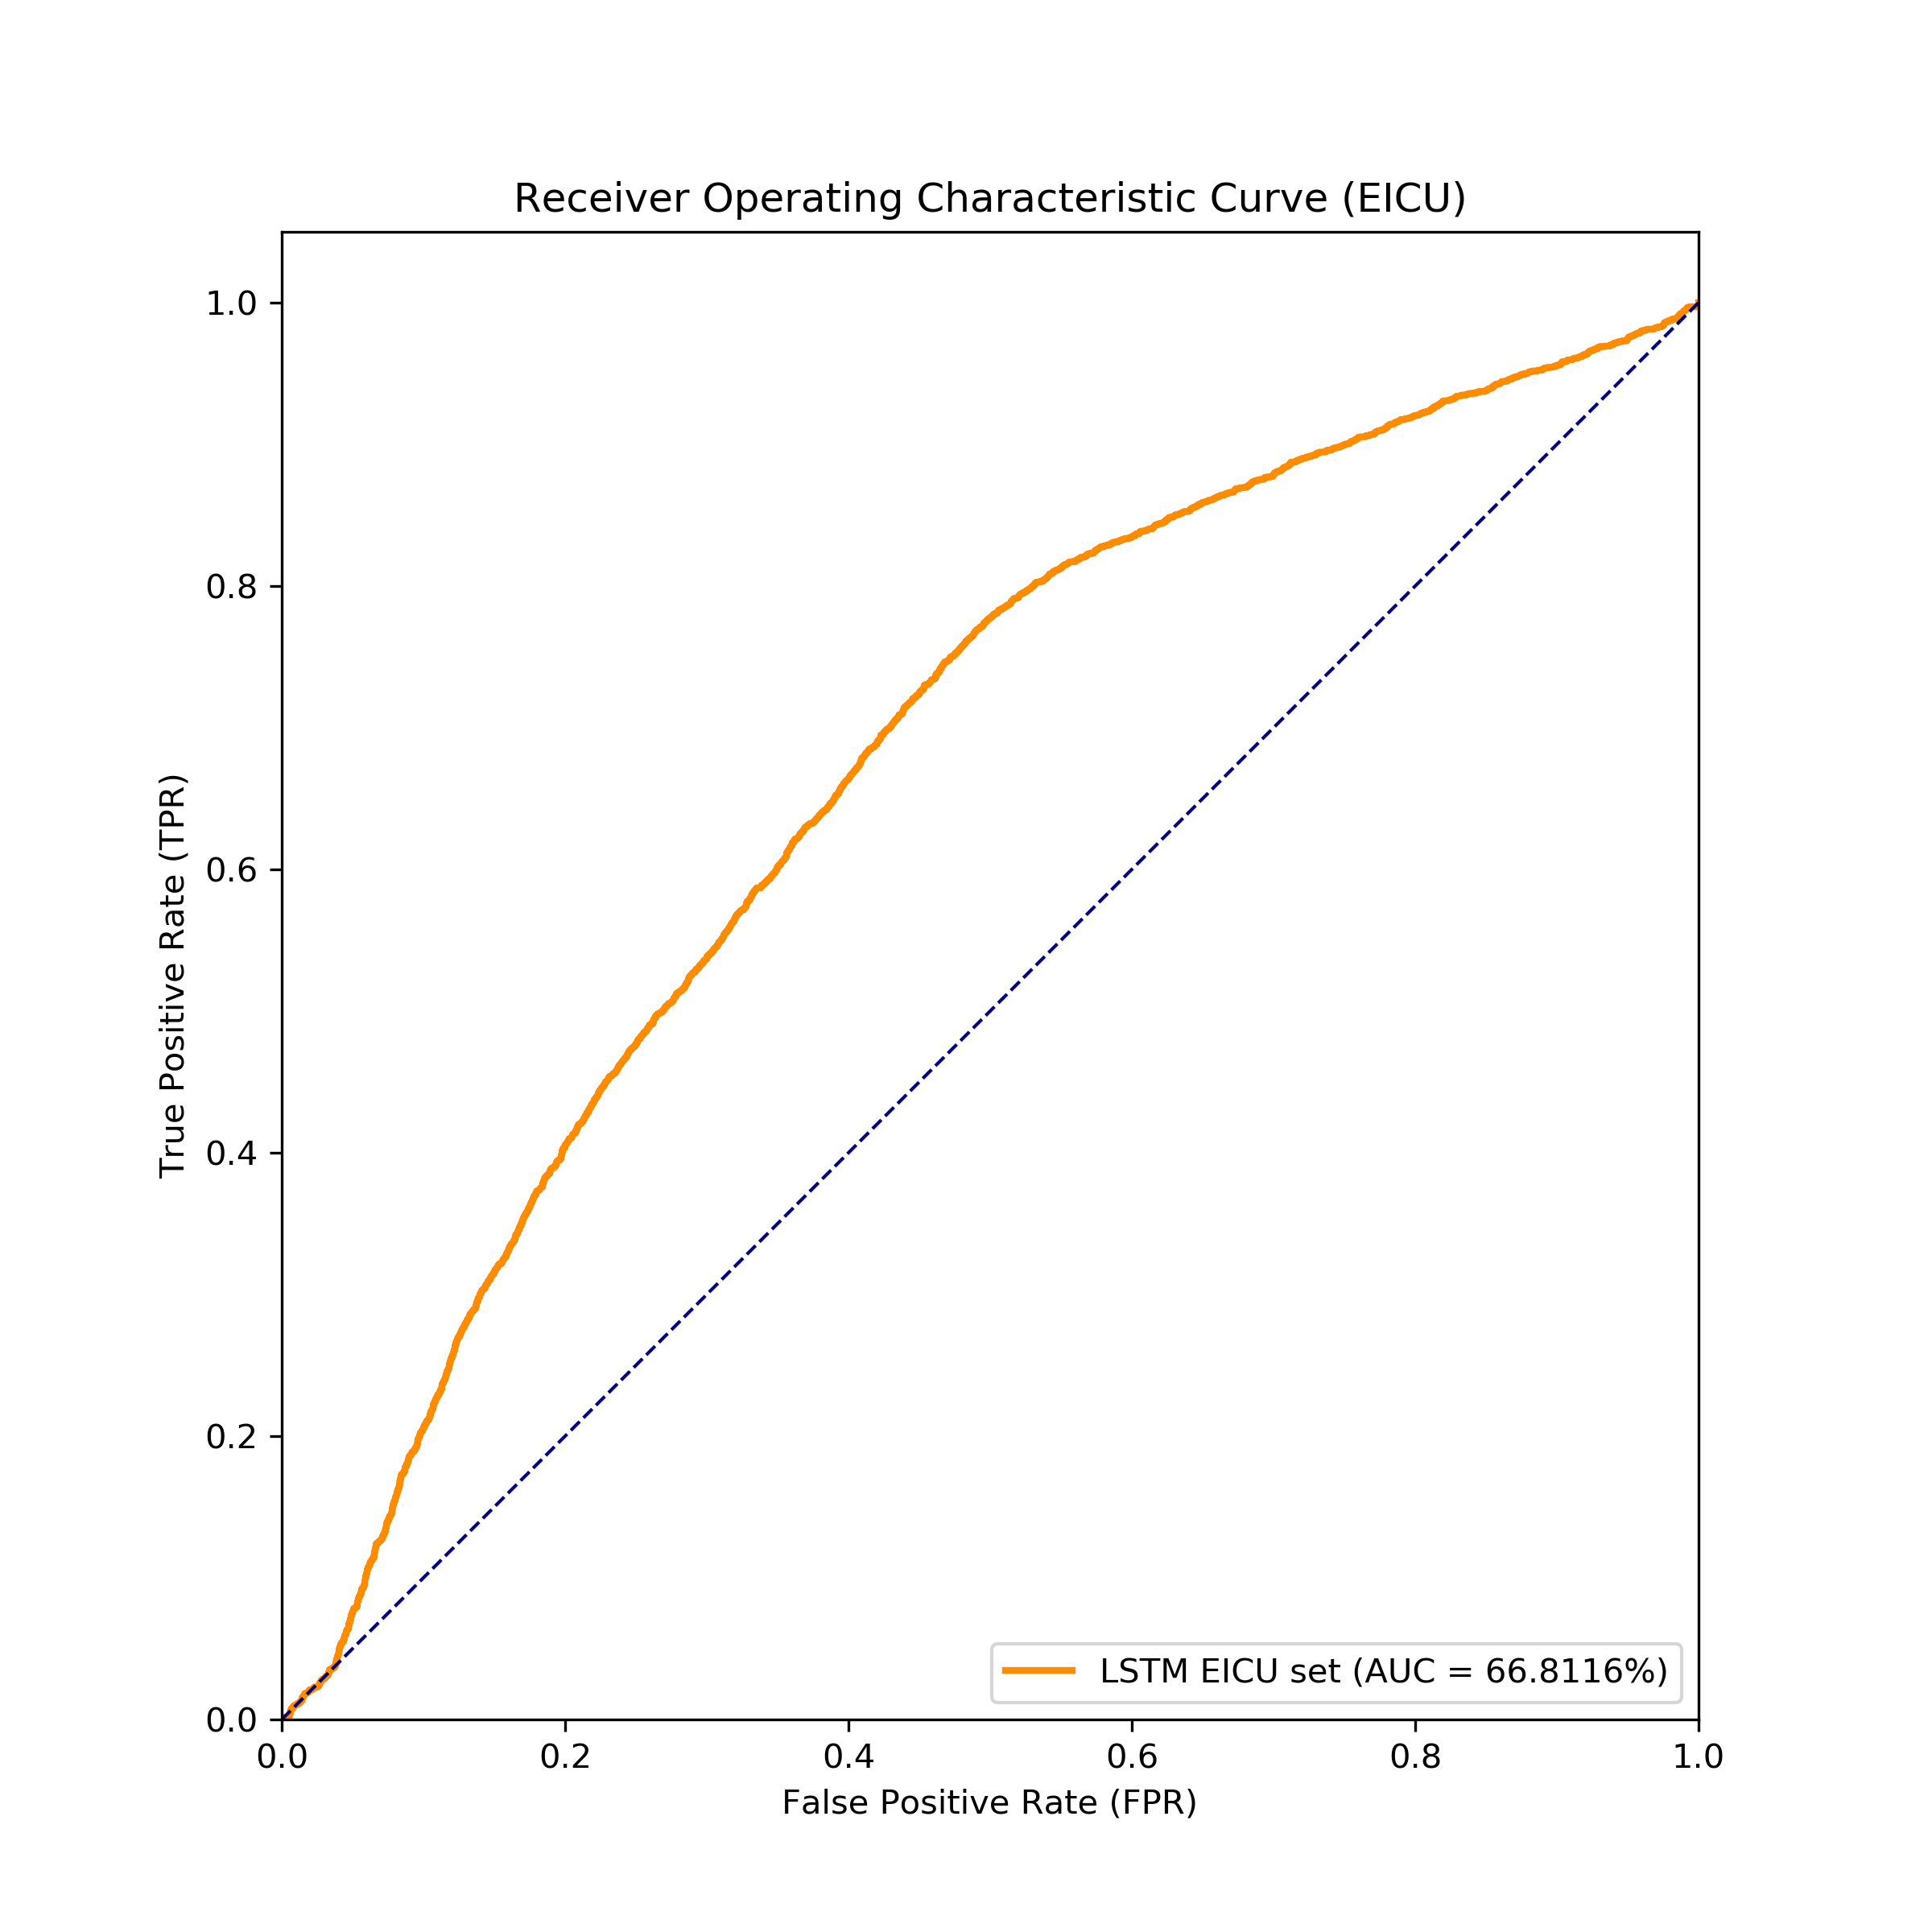 Receiver Operating Characteristic Curve (EICU)
1.0
0.8
0.6
0.4
0.2
0.0
True Positive Rate (TPR)
LSTM EICU set (AUC = 66.8116%)
0.0 0.2 0.4 0.6 0.8 1.0
False Positive Rate (FPR)